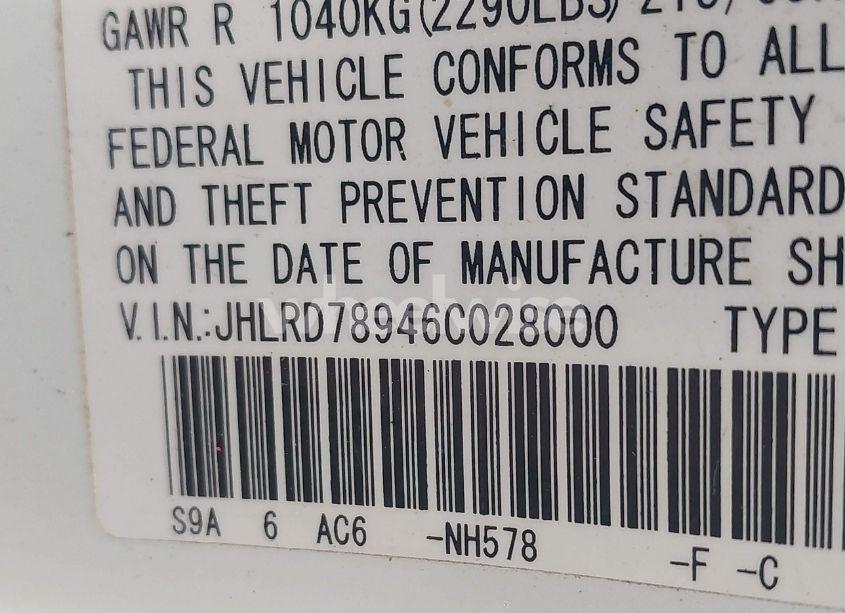 GAWR R 1040KG(2290LBS)
THIS VEHICLE CONFORMS TO ALL
FEDERAL MOTOR VEHICLE SAFETY
AND THEFT PREVENTION STANDARD
ON THE DATE OF MANUFACTURE SH
V.I.N.:JHLRD78946C028000 TYPE
S9A 6 AC6 -NH578 -F -C